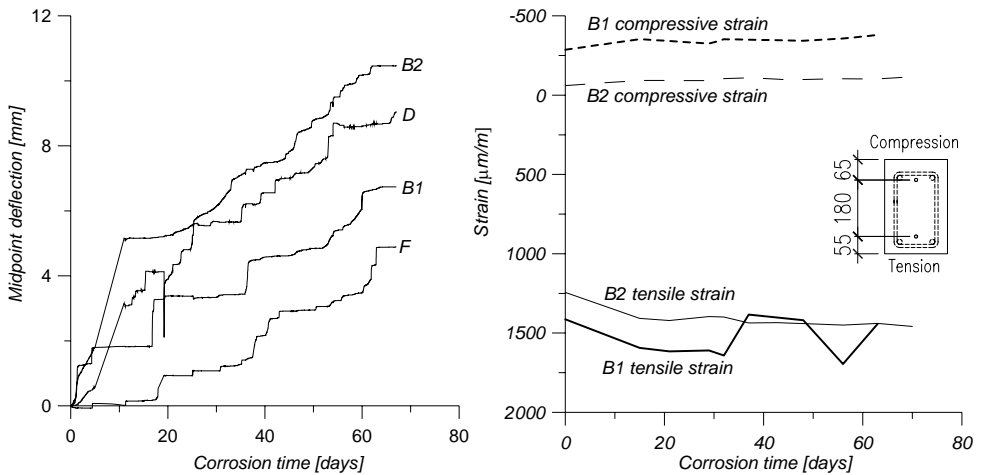 12
8
4
0
Midpoint deflection [mm]
B2
D
B1
F
0 20 40 60 80
Corrosion time [days]
-500
0
500
1000
1500
2000
Strain [µm/m]
B1 compressive strain
B2 compressive strain
Compression
65
180
55
Tension
B2 tensile strain
B1 tensile strain
0 20 40 60 80
Corrosion time [days]